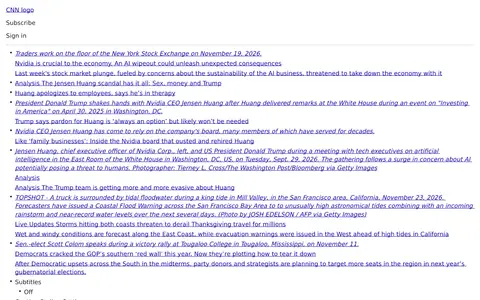 CNN logo
Subscribe
Sign in
Traders work on the floor of the New York Stock Exchange on November 19, 2026.
Nvidia is crucial to the economy. An AI wipeout could unleash unexpected consequences
Last week's stock market plunge, fueled by concerns about the sustainability of the AI business, threatened to take down the economy with it
Analysis The Jensen Huang scandal has it all: Sex, money and Trump
Huang apologizes to employees, says he's in therapy
President Donald Trump shakes hands with Nvidia CEO Jensen Huang after Huang delivered remarks at the White House during an event on "Investing
in America" on April 30, 2025 in Washington, DC.
Trump says pardon for Huang is 'always an option' but likely won't be needed
Nvidia CEO Jensen Huang has come to rely on the company's board, many members of which have served for decades.
Like 'family businesses': Inside the Nvidia board that ousted and rehired Huang
Jensen Huang, chief executive officer of Nvidia Corp., left, and US President Donald Trump during a meeting with tech executives on artificial
intelligence in the East Room of the White House in Washington, DC, US, on Tuesday, Sept. 29, 2026. The gathering follows a surge in concern about AI
potentially posing a threat to humans. Photographer: Tierney L. Cross/The Washington Post/Bloomberg via Getty Images
Analysis
Analysis The Trump team is getting more and more evasive about Huang
TOPSHOT - A truck is surrounded by tidal floodwater during a king tide in Mill Valley, in the San Francisco area, California, November 23, 2026.
Forecasters have issued a Coastal Flood Warning across the San Francisco Bay Area to to unusually high astronomical tides combining with an incoming
rainstorm and near-record water levels over the next several days. (Photo by JOSH EDELSON / AFP via Getty Images)
Live Updates Storms hitting both coasts threaten to derail Thanksgiving travel for millions
Wet and windy conditions are forecast along the East Coast, while evacuation warnings were issued in the West ahead of high tides in California
Sen.-elect Scott Colom speaks during a victory rally at Tougaloo College in Tougaloo, Mississippi, on November 11.
Democrats cracked the GOP's southern 'red wall' this year. Now they're plotting how to tear it down
After Democratic upsets across the South in the midterms, party donors and strategists are planning to target more seats in the region in next year's
gubernatorial elections.
Subtitles
Off